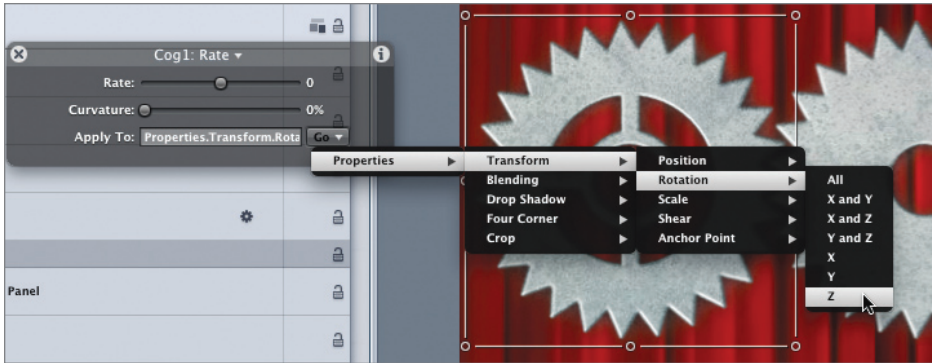 Cog1: Rate
Rate: 0
Curvature: 0%
Apply To: Properties.Transform.Rota Go
Properties
Transform
Blending
Drop Shadow
Four Corner
Crop
Position
Rotation
Scale
Shear
Anchor Point
All
X and Y
X and Z
Y and Z
X
Y
Z
Panel